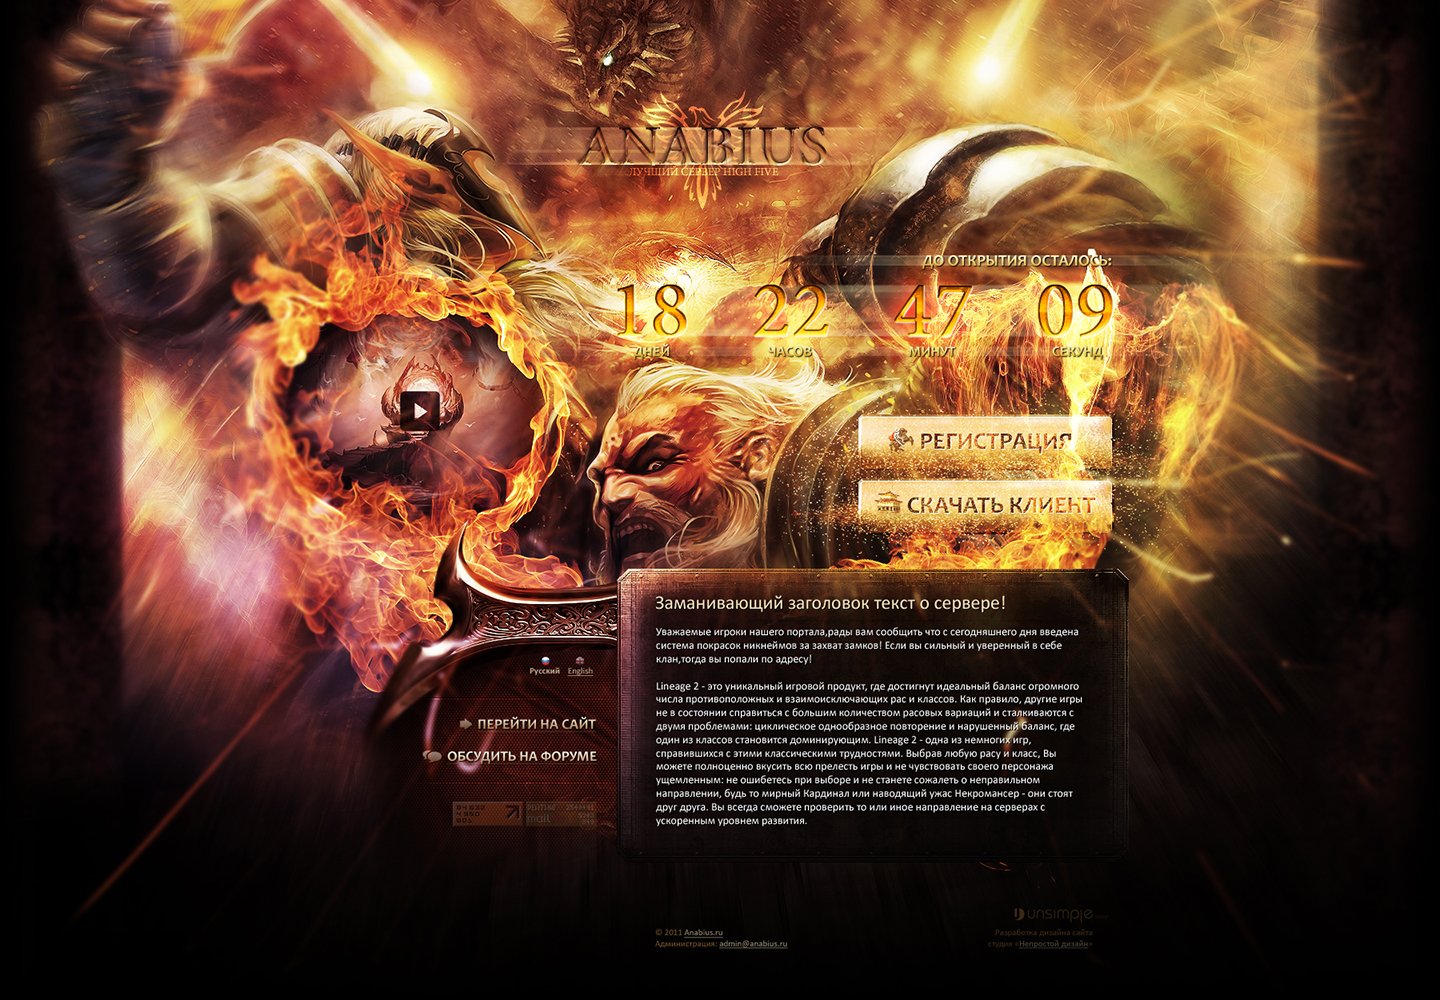 ANABIUS
ЛУЧШИЙ СЕРВЕР HIGH FIVE
ДО ОТКРЫТИЯ ОСТАЛОСЬ:
18 22 47 09
ДНЕЙ ЧАСОВ МИНУТ СЕКУНД
РЕГИСТРАЦИЯ
СКАЧАТЬ КЛИЕНТ
Заманивающий заголовок текст о сервере!
Уважаемые игроки нашего портала,рады вам сообщить что с сегодняшнего дня введена
система покрасок никнеймов за захват замков! Если вы сильный и уверенный в себе
клан,тогда вы попали по адресу!
Lineage 2 - это уникальный игровой продукт, где достигнут идеальный баланс огромного
числа противоположных и взаимоисключающих рас и классов. Как правило, другие игры
не в состоянии справиться с большим количеством расовых вариаций и сталкиваются с
двумя проблемами: циклическое однообразное повторение и нарушенный баланс, где
один из классов становится доминирующим. Lineage 2 - одна из немногих игр,
справившихся с этими классическими трудностями. Выбрав любую расу и класс, Вы
можете полноценно вкусить всю прелесть игры и не чувствовать своего персонажа
ущемленным: не ошибетесь при выборе и не станете сожалеть о неправильном
направлении, будь то мирный Кардинал или наводящий ужас Некромансер - они стоят
друг друга. Вы всегда сможете проверить то или иное направление на серверах с
ускоренным уровнем развития.
Русский English
ПЕРЕЙТИ НА САЙТ
ОБСУДИТЬ НА ФОРУМЕ
mail
© 2011 Anabius.ru
Администрация: admin@anabius.ru
unsimple
Разработка дизайна сайта
студия «Непростой дизайн»